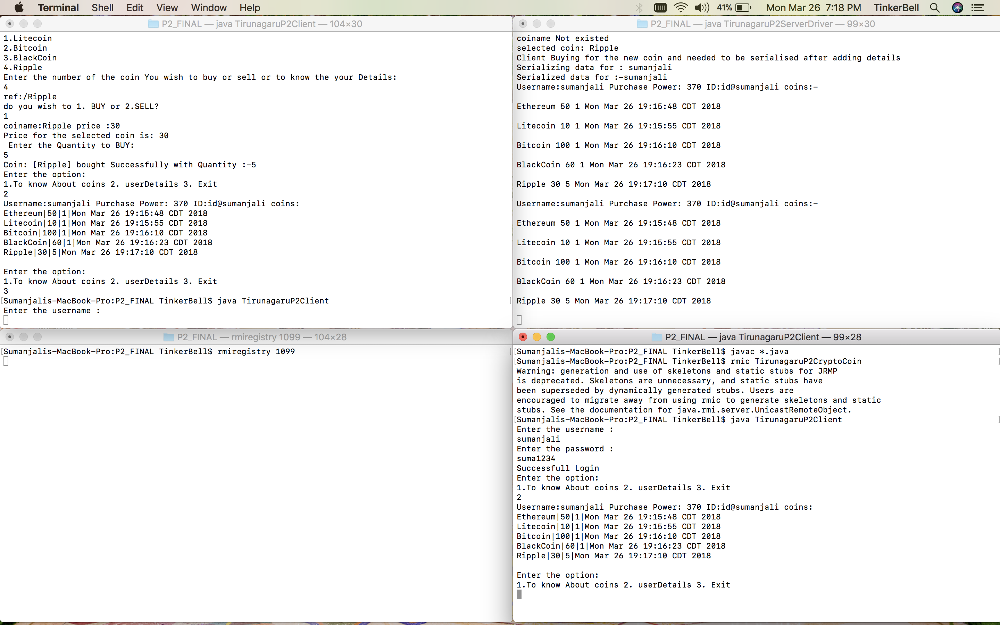 Terminal Shell Edit View Window Help 41% Mon Mar 26 7:18 PM TinkerBell
P2_FINAL — java TirunagaruP2Client — 104×30
1.Litecoin
2.Bitcoin
3.BlackCoin
4.Ripple
Enter the number of the coin You wish to buy or sell or to know the your Details:
4
ref:/Ripple
do you wish to 1. BUY or 2.SELL?
1
coiname:Ripple price :30
Price for the selected coin is: 30
Enter the Quantity to BUY:
5
Coin: [Ripple] bought Successfully with Quantity :-5
Enter the option:
1.To know About coins 2. userDetails 3. Exit
2
Username:sumanjali Purchase Power: 370 ID:id@sumanjali coins:
Ethereum|50|1|Mon Mar 26 19:15:48 CDT 2018
Litecoin|10|1|Mon Mar 26 19:15:55 CDT 2018
Bitcoin|100|1|Mon Mar 26 19:16:10 CDT 2018
BlackCoin|60|1|Mon Mar 26 19:16:23 CDT 2018
Ripple|30|5|Mon Mar 26 19:17:10 CDT 2018
Enter the option:
1.To know About coins 2. userDetails 3. Exit
3
[Sumanjalis-MacBook-Pro:P2_FINAL TinkerBell$ java TirunagaruP2Client ]
Enter the username :
P2_FINAL — java TirunagaruP2ServerDriver — 99×30
coiname Not existed
selected coin: Ripple
Client Buying for the new coin and needed to be serialised after adding details
Serializing data for : sumanjali
Serialized data for :-sumanjali
Username:sumanjali Purchase Power: 370 ID:id@sumanjali coins:-
Ethereum 50 1 Mon Mar 26 19:15:48 CDT 2018
Litecoin 10 1 Mon Mar 26 19:15:55 CDT 2018
Bitcoin 100 1 Mon Mar 26 19:16:10 CDT 2018
BlackCoin 60 1 Mon Mar 26 19:16:23 CDT 2018
Ripple 30 5 Mon Mar 26 19:17:10 CDT 2018
Username:sumanjali Purchase Power: 370 ID:id@sumanjali coins:-
Ethereum 50 1 Mon Mar 26 19:15:48 CDT 2018
Litecoin 10 1 Mon Mar 26 19:15:55 CDT 2018
Bitcoin 100 1 Mon Mar 26 19:16:10 CDT 2018
BlackCoin 60 1 Mon Mar 26 19:16:23 CDT 2018
Ripple 30 5 Mon Mar 26 19:17:10 CDT 2018
P2_FINAL — rmiregistry 1099 — 104×28
[Sumanjalis-MacBook-Pro:P2_FINAL TinkerBell$ rmiregistry 1099 ]
P2_FINAL — java TirunagaruP2Client — 99×28
[Sumanjalis-MacBook-Pro:P2_FINAL TinkerBell$ javac *.java ]
[Sumanjalis-MacBook-Pro:P2_FINAL TinkerBell$ rmic TirunagaruP2CryptoCoin ]
Warning: generation and use of skeletons and static stubs for JRMP
is deprecated. Skeletons are unnecessary, and static stubs have
been superseded by dynamically generated stubs. Users are
encouraged to migrate away from using rmic to generate skeletons and static
stubs. See the documentation for java.rmi.server.UnicastRemoteObject.
[Sumanjalis-MacBook-Pro:P2_FINAL TinkerBell$ java TirunagaruP2Client ]
Enter the username :
sumanjali
Enter the password :
suma1234
Successfull Login
Enter the option:
1.To know About coins 2. userDetails 3. Exit
2
Username:sumanjali Purchase Power: 370 ID:id@sumanjali coins:
Ethereum|50|1|Mon Mar 26 19:15:48 CDT 2018
Litecoin|10|1|Mon Mar 26 19:15:55 CDT 2018
Bitcoin|100|1|Mon Mar 26 19:16:10 CDT 2018
BlackCoin|60|1|Mon Mar 26 19:16:23 CDT 2018
Ripple|30|5|Mon Mar 26 19:17:10 CDT 2018
Enter the option:
1.To know About coins 2. userDetails 3. Exit